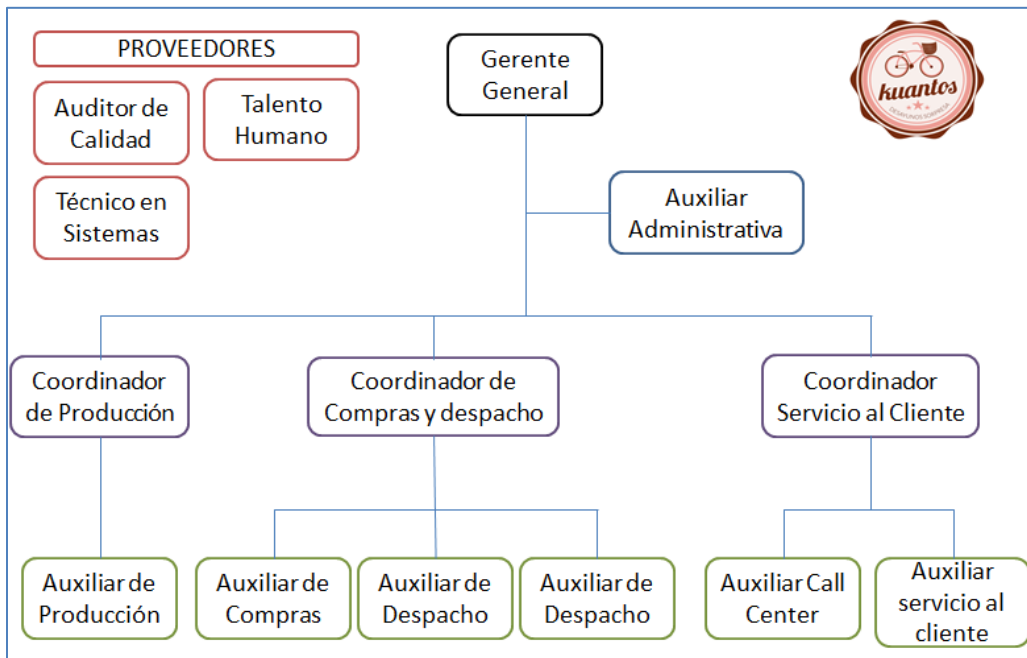 PROVEEDORES
Auditor de
Calidad
Talento
Humano
Técnico en
Sistemas
Gerente
General
kuantos
DESAYUNOS SORPRESA
Auxiliar
Administrativa
Coordinador
de Producción
Coordinador de
Compras y despacho
Coordinador
Servicio al Cliente
Auxiliar de
Producción
Auxiliar de
Compras
Auxiliar de
Despacho
Auxiliar de
Despacho
Auxiliar Call
Center
Auxiliar
servicio al
cliente